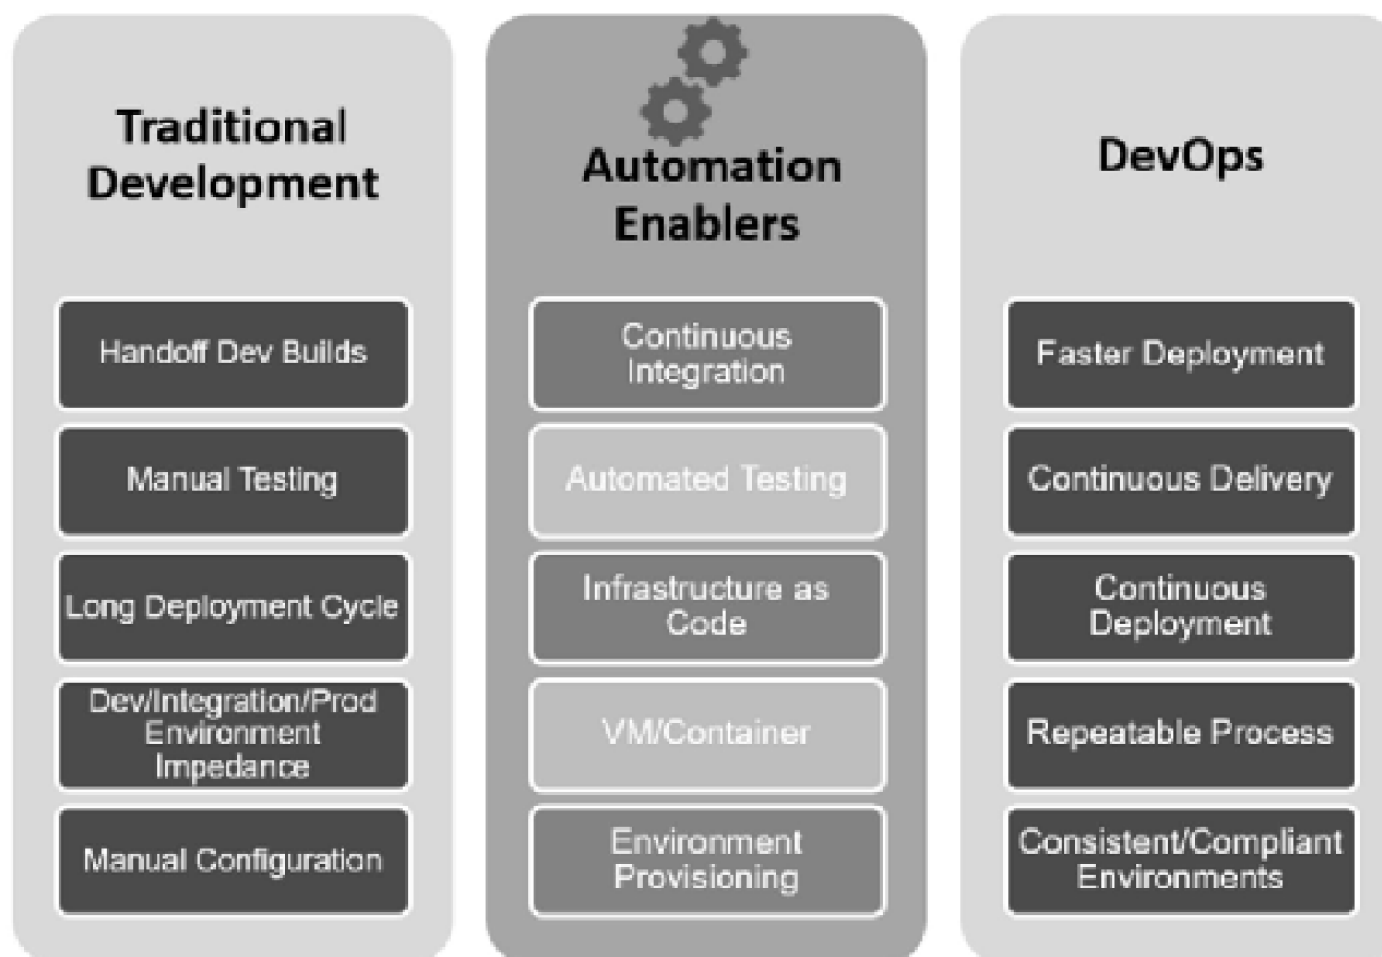 Traditional
Development
Handoff Dev Builds
Manual Testing
Long Deployment Cycle
Dev/Integration/Prod
Environment
Impedance
Manual Configuration
Automation
Enablers
Continuous
Integration
Automated Testing
Infrastructure as
Code
VM/Container
Environment
Provisioning
DevOps
Faster Deployment
Continuous Delivery
Continuous
Deployment
Repeatable Process
Consistent/Compliant
Environments